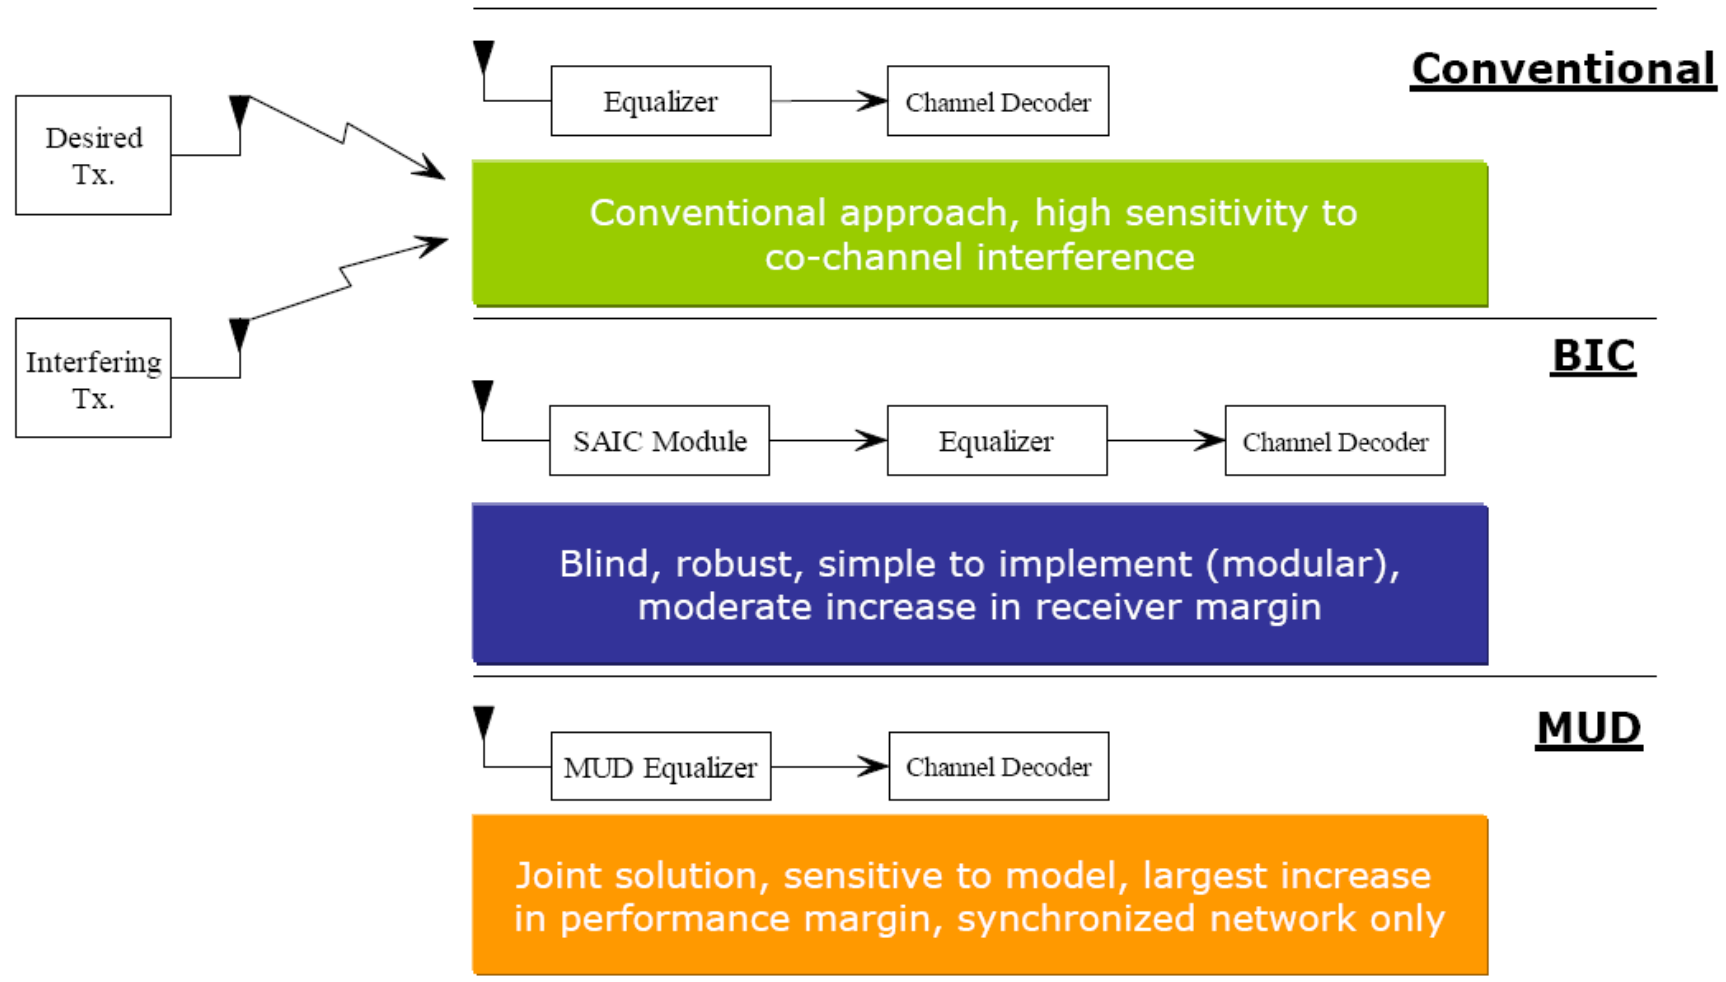 Desired
Tx.
Interfering
Tx.
Conventional
Equalizer
Channel Decoder
Conventional approach, high sensitivity to
co-channel interference
BIC
SAIC Module
Equalizer
Channel Decoder
Blind, robust, simple to implement (modular),
moderate increase in receiver margin
MUD
MUD Equalizer
Channel Decoder
Joint solution, sensitive to model, largest increase
in performance margin, synchronized network only